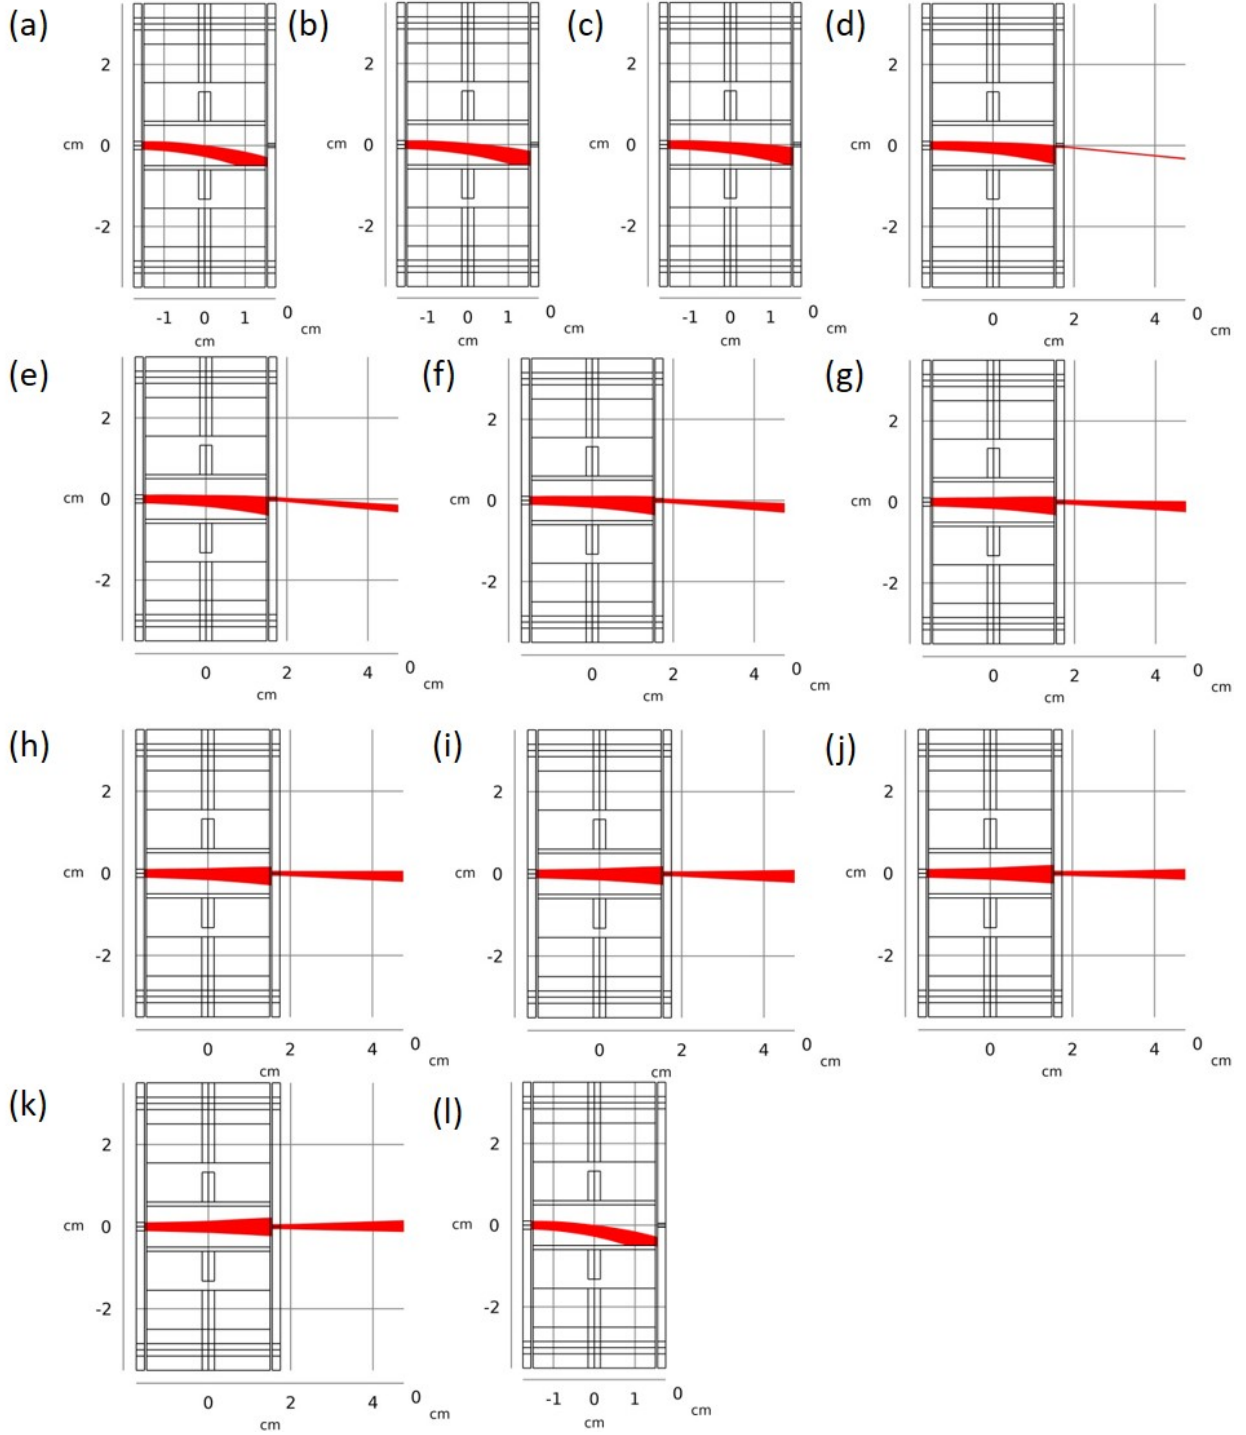 (a) (b) (c) (d)
2 2 2 2
cm 0 cm 0 cm 0 cm 0
-2 -2 -2 -2
-1 0 1 0 -1 0 1 0 -1 0 1 0 0 2 4 0
cm cm cm cm cm cm cm cm
(e) (f) (g)
2 2 2
cm 0 cm 0 cm 0
-2 -2 -2
0 2 4 0 0 2 4 0 0 2 4 0
cm cm cm cm cm cm
(h) (i) (j)
2 2 2
cm 0 cm 0 cm 0
-2 -2 -2
0 2 4 0 0 2 4 0 0 2 4 0
cm cm cm cm cm cm
(k) (l)
2 2
cm 0 cm 0
-2 -2
0 2 4 0 -1 0 1 0
cm cm cm cm